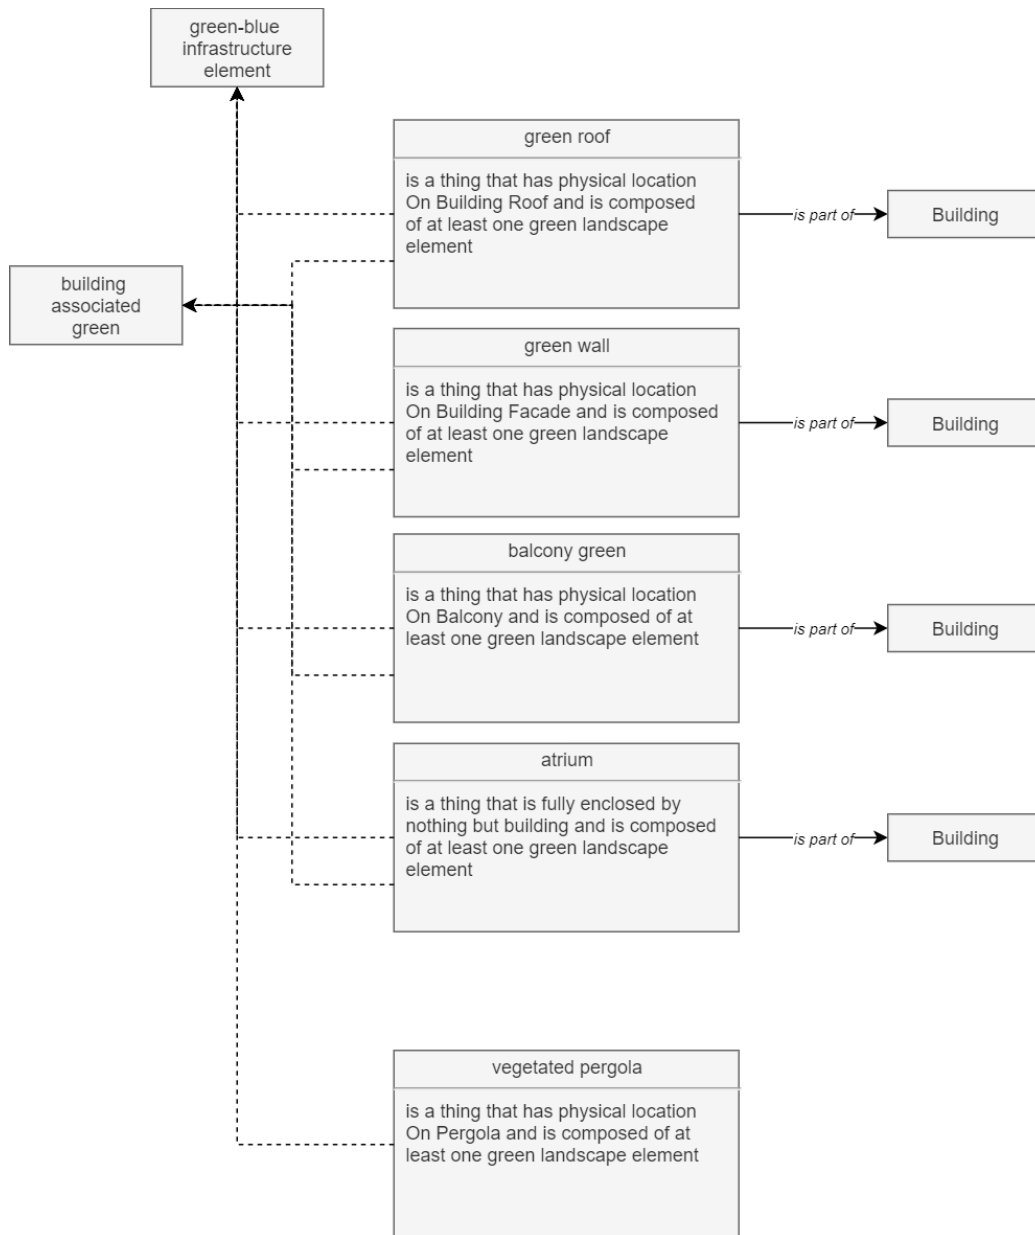 green-blue
infrastructure
element
green roof
is a thing that has physical location
On Building Roof and is composed
of at least one green landscape
element
is part of
Building
building
associated
green
green wall
is a thing that has physical location
On Building Facade and is composed
of at least one green landscape
element
is part of
Building
balcony green
is a thing that has physical location
On Balcony and is composed of at
least one green landscape element
is part of
Building
atrium
is a thing that is fully enclosed by
nothing but building and is composed
of at least one green landscape
element
is part of
Building
vegetated pergola
is a thing that has physical location
On Pergola and is composed of at
least one green landscape element